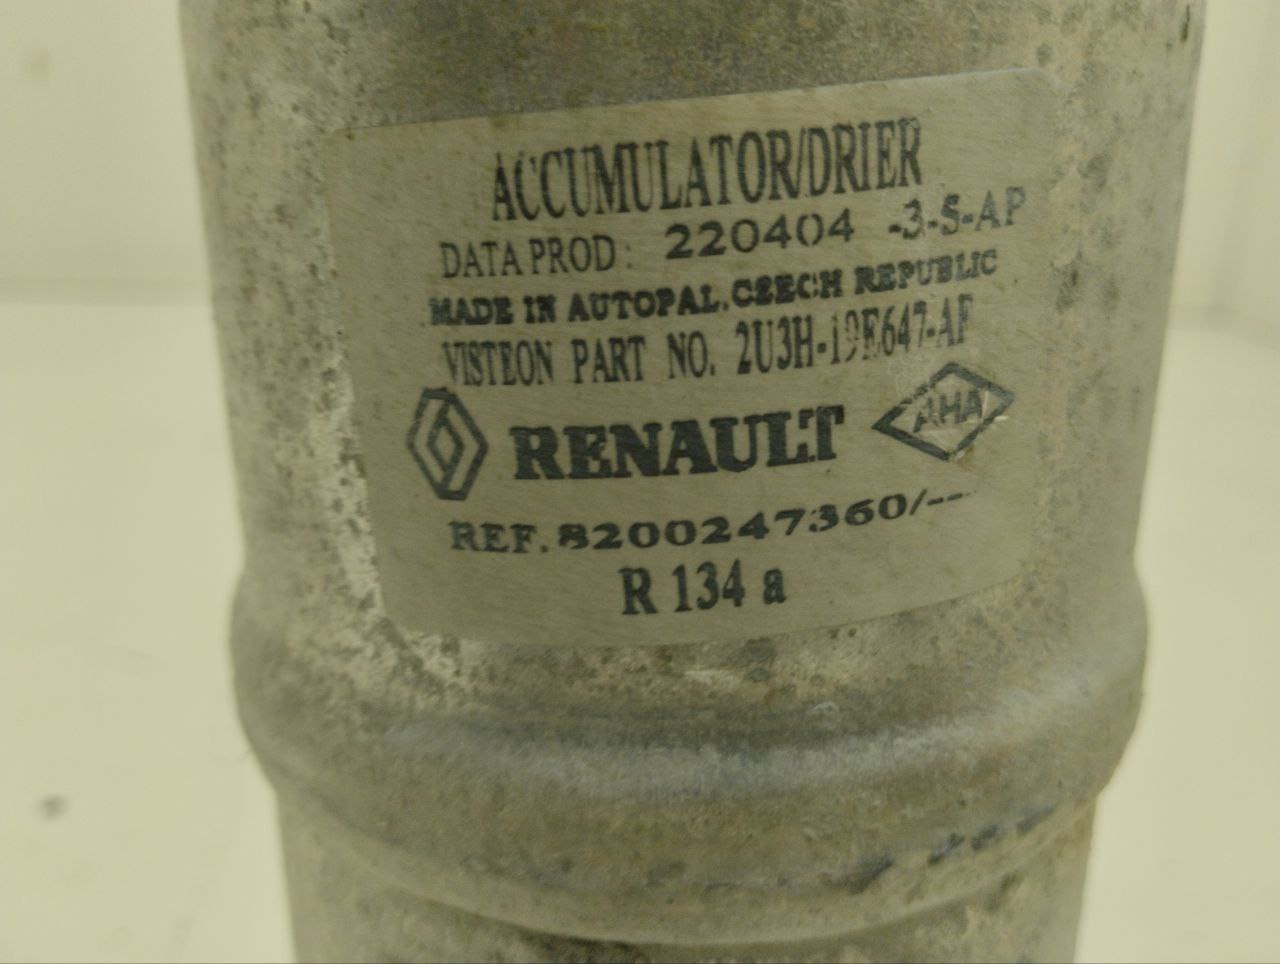 ACCUMULATOR/DRIER
DATA PROD: 220404 -3-S-AP
MADE IN AUTOPAL, CZECH REPUBLIC
VISTEON PART NO. 2U3H-19E647-AF
RENAULT AHA
REF. 8200247360/---
R 134 a